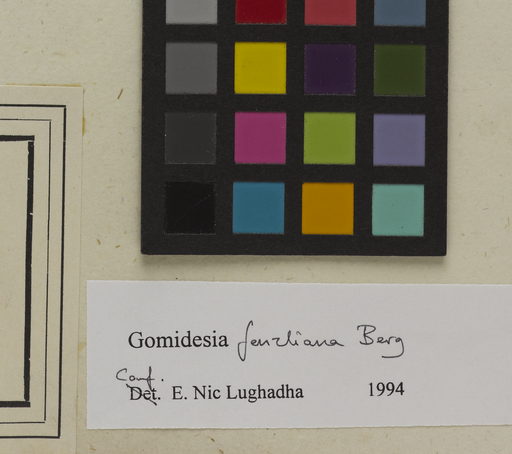 Gomidesia fenzliana Berg
Conf.
Det. E. Nic Lughadha 1994